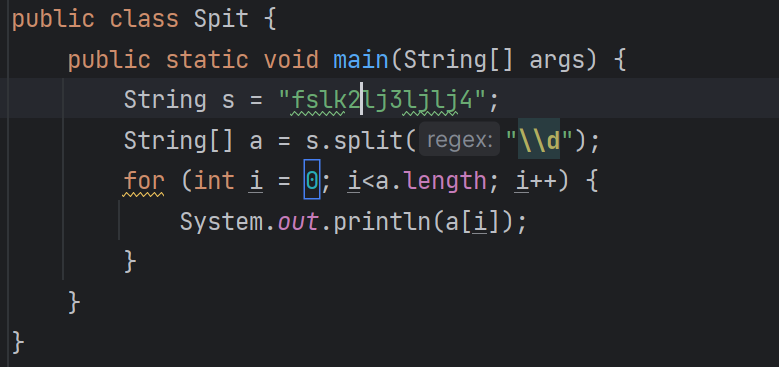 public class Spit {
    public static void main(String[] args) {
        String s = "fslk2lj3ljlj4";
        String[] a = s.split( regex: "\\d");
        for (int i = 0; i<a.length; i++) {
            System.out.println(a[i]);
        }
    }
}